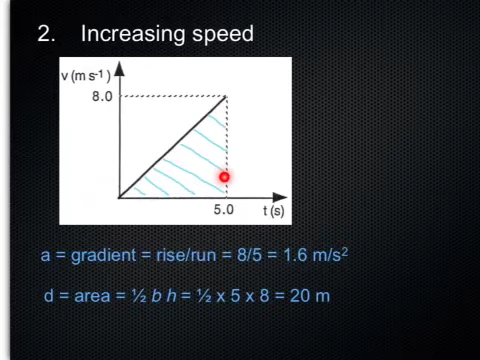 2. Increasing speed
v (m s-1)
8.0
5.0 t (s)
a = gradient = rise/run = 8/5 = 1.6 m/s²
d = area = ½ b h = ½ x 5 x 8 = 20 m